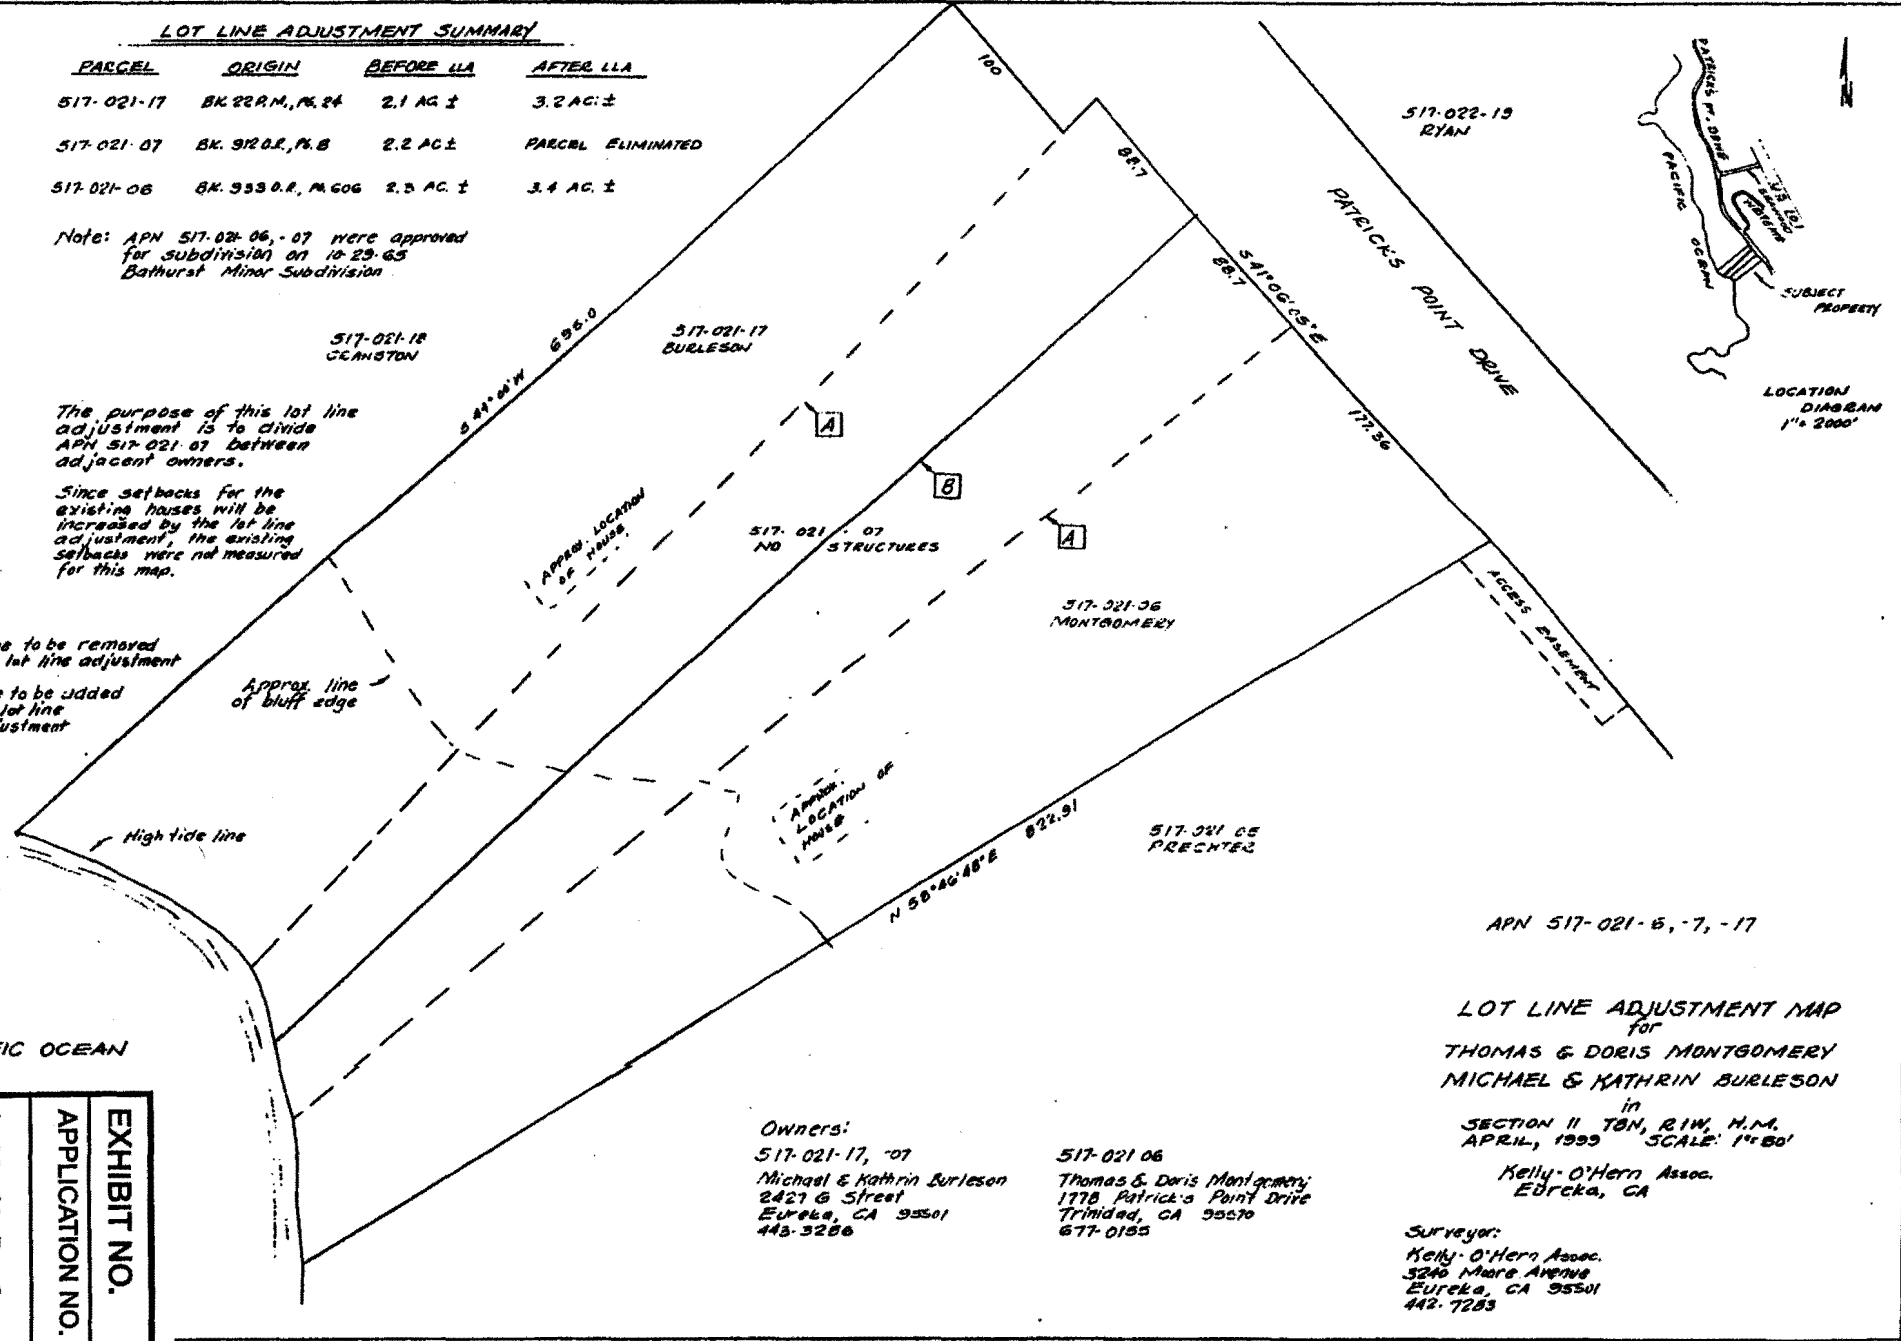 LOT LINE ADJUSTMENT SUMMARY
PARCEL ORIGIN BEFORE LLA AFTER LLA
517-021-17 BK 22 P.M., PG. 24 2.1 AC ± 3.2 AC. ±
517-021-07 BK. 912 O.R., PG. 8 2.2 AC ± PARCEL ELIMINATED
517-021-06 BK. 933 O.R., PG. 606 2.3 AC. ± 3.4 AC. ±
Note: APN 517-021-06, -07 were approved
for subdivision on 10-29-65
Bathurst Minor Subdivision
517-021-18
CRANSTON
695.0
517-021-17
BURLESON
100
88.7
88.7
S 41°06'05" E
177.36
517-022-19
RYAN
PATRICKS POINT DRIVE
PATRICKS PT. DRIVE
PACIFIC OCEAN
U.S. 101
SUBJECT
PROPERTY
LOCATION
DIAGRAM
1"= 2000'
The purpose of this lot line
adjustment is to divide
APN 517-021-07 between
adjacent owners.
Since setbacks for the
existing houses will be
increased by the lot line
adjustment, the existing
setbacks were not measured
for this map.
A
B
A
APPROX. LOCATION
OF HOUSE
517-021-07
NO STRUCTURES
517-021-06
MONTGOMERY
ACCESS EASEMENT
to be removed
lot line adjustment
to be added
lot line
Approx. line
of bluff edge
High tide line
APPROX.
LOCATION OF
HOUSE
N 58°46'48" E 822.91
517-021-05
PRECHTER
OCEAN
EXHIBIT NO.
APPLICATION NO.
APN 517-021-6, -7, -17
LOT LINE ADJUSTMENT MAP
for
THOMAS & DORIS MONTGOMERY
MICHAEL & KATHRIN BURLESON
in
SECTION 11 T8N, R1W, H.M.
APRIL, 1999 SCALE: 1"=50'
Kelly-O'Hern Assoc.
Eureka, CA
Owners:
517-021-17, -07
Michael & Kathrin Burleson
2427 G Street
Eureka, CA 95501
443-3286
517-021-06
Thomas & Doris Montgomery
1778 Patrick's Point Drive
Trinidad, CA 95570
677-0155
Surveyor:
Kelly-O'Hern Assoc.
3240 Moore Avenue
Eureka, CA 95501
442-7283